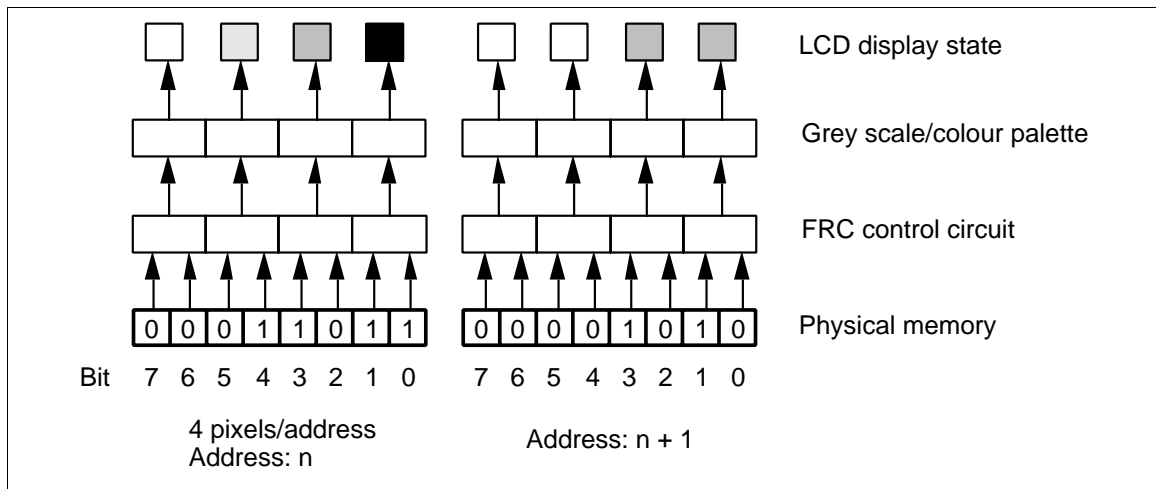 LCD display state
Grey scale/colour palette
FRC control circuit
0 0 0 1 1 0 1 1 0 0 0 0 1 0 1 0 Physical memory
Bit 7 6 5 4 3 2 1 0 7 6 5 4 3 2 1 0
4 pixels/address
Address: n
Address: n + 1